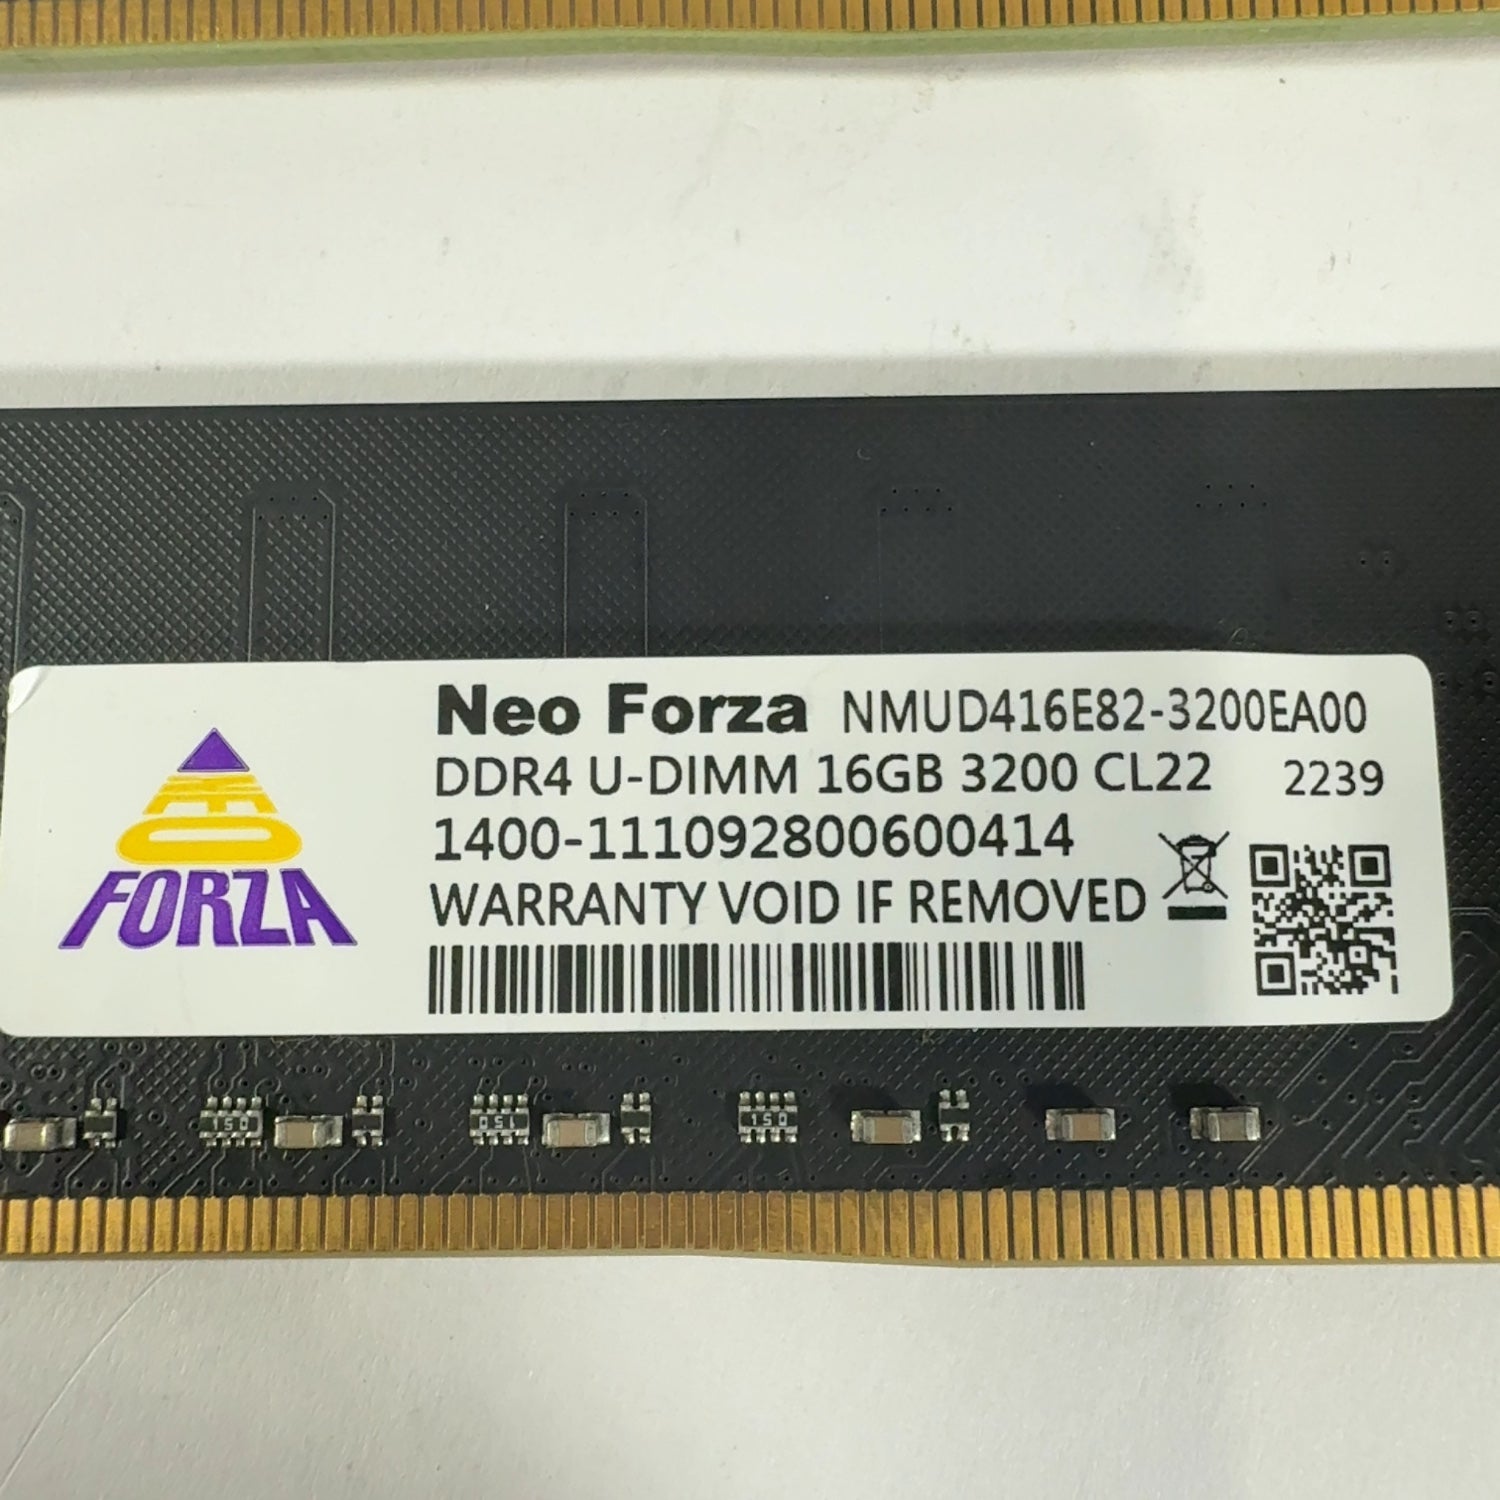 Neo Forza NMUD416E82-3200EA00
DDR4 U-DIMM 16GB 3200 CL22 2239
1400-111092800600414
WARRANTY VOID IF REMOVED
NEO
FORZA
150
150
150